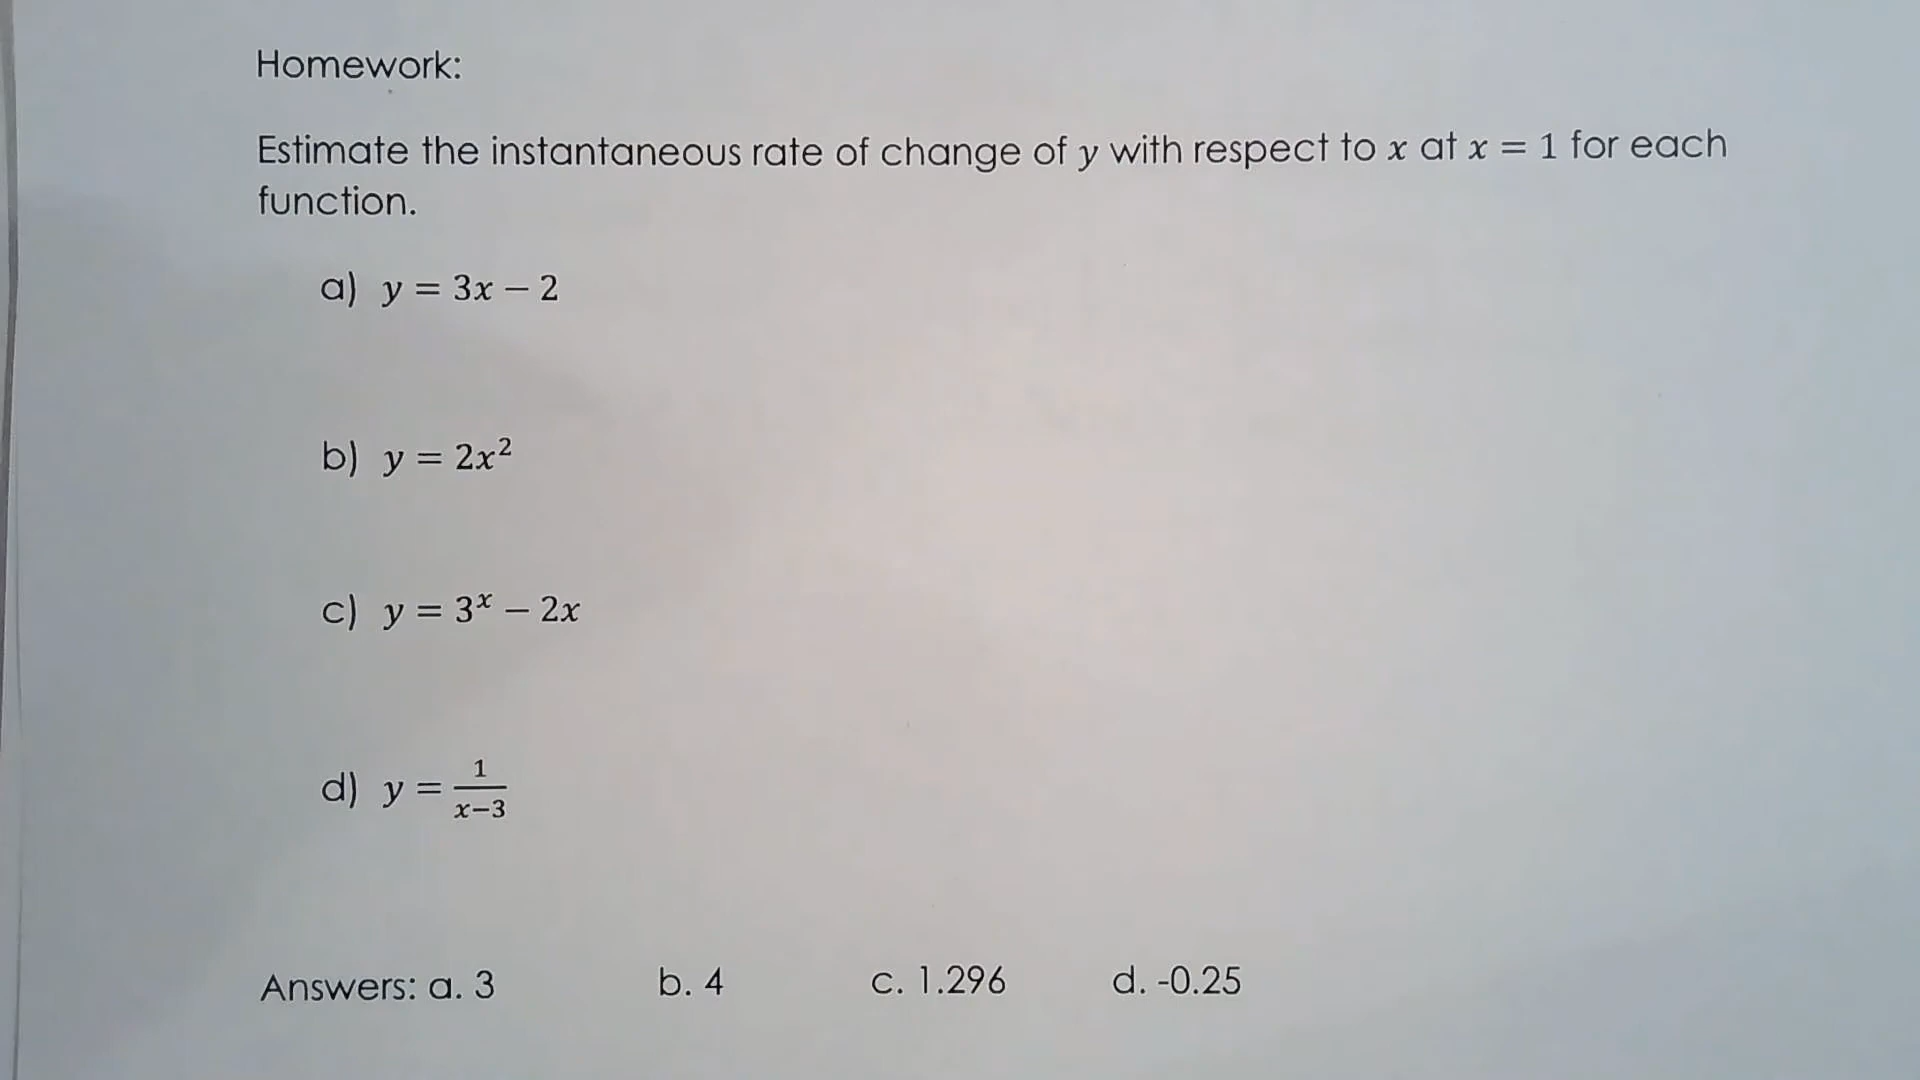 Homework:
Estimate the instantaneous rate of change of y with respect to x at x = 1 for each
function.
a) y = 3x − 2
b) y = 2x²
c) y = 3ˣ − 2x
d) y = 1/(x−3)
Answers: a. 3 b. 4 c. 1.296 d. -0.25